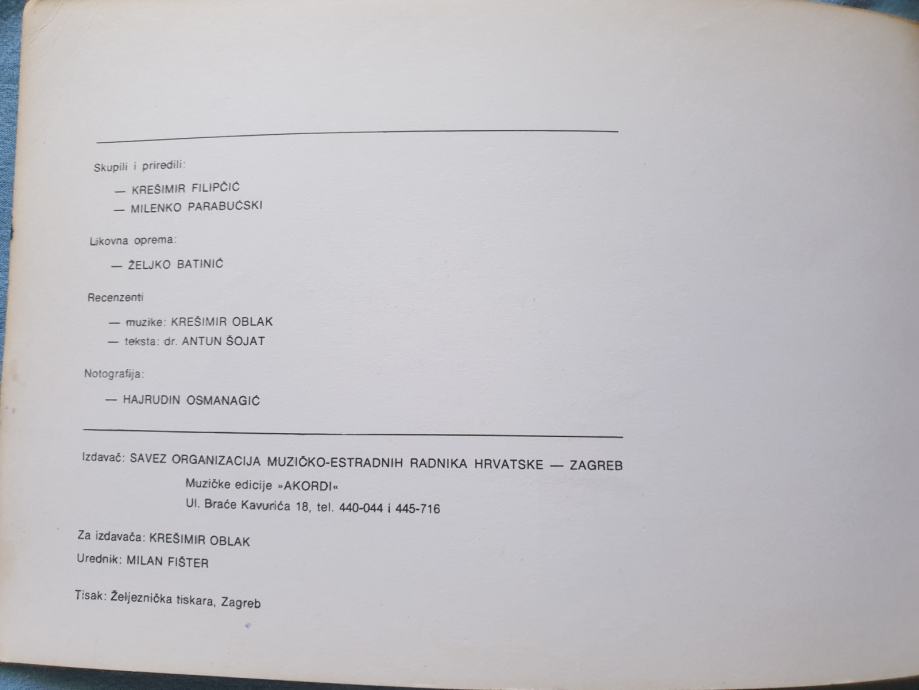 Skupili i priredili:
— KREŠIMIR FILIPČIĆ
— MILENKO PARABUĆSKI
Likovna oprema:
— ŽELJKO BATINIĆ
Recenzenti
— muzike: KREŠIMIR OBLAK
— teksta: dr. ANTUN ŠOJAT
Notografija:
— HAJRUDIN OSMANAGIĆ
Izdavač: SAVEZ ORGANIZACIJA MUZIČKO-ESTRADNIH RADNIKA HRVATSKE — ZAGREB
Muzičke edicije »AKORDI«
Ul. Braće Kavurića 18, tel. 440-044 i 445-716
Za izdavača: KREŠIMIR OBLAK
Urednik: MILAN FIŠTER
Tisak: Željeznička tiskara, Zagreb